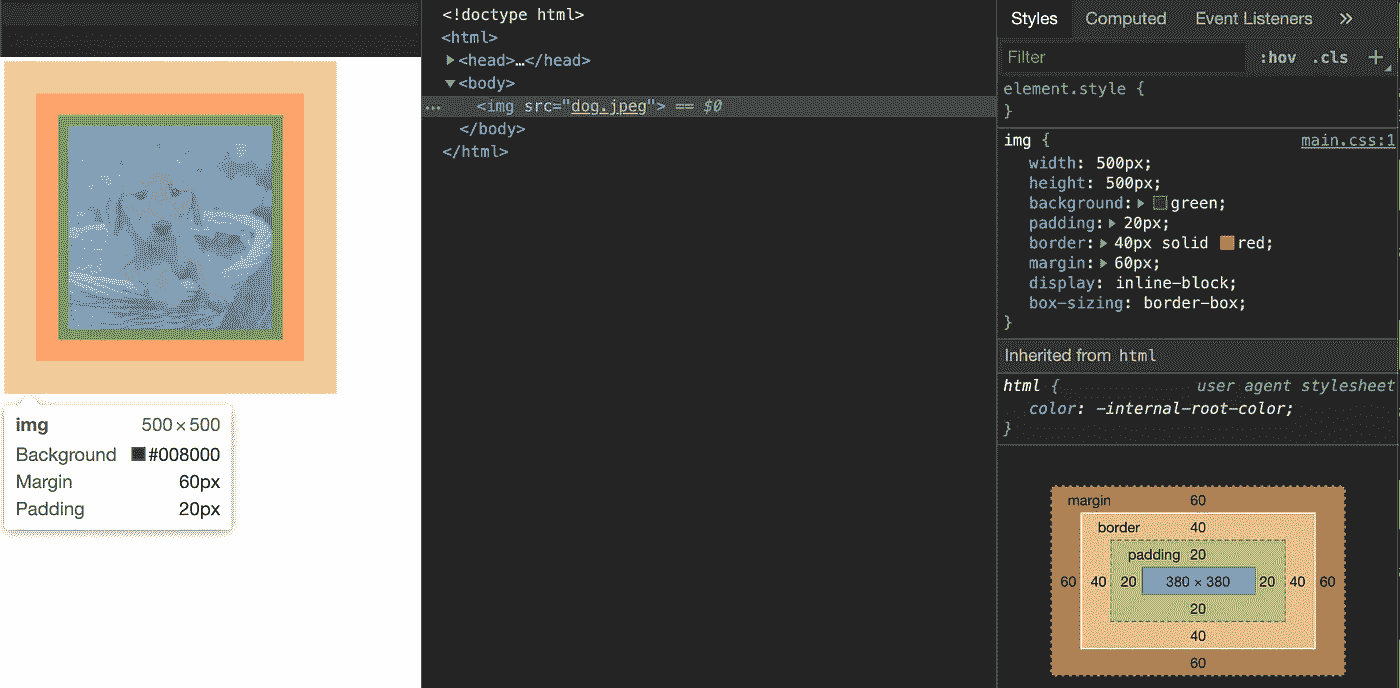 <!doctype html>
<html>
<head>…</head>
<body>
<img src="dog.jpeg"> == $0
</body>
</html>
img 500 × 500
Background #008000
Margin 60px
Padding 20px
Styles Computed Event Listeners »
Filter :hov .cls +
element.style {
}
img { main.css:1
width: 500px;
height: 500px;
background: green;
padding: 20px;
border: 40px solid red;
margin: 60px;
display: inline-block;
box-sizing: border-box;
}
Inherited from html
html { user agent stylesheet
color: -internal-root-color;
}
margin 60
border 40
padding 20
60 40 20 380 × 380 20 40 60
20
40
60